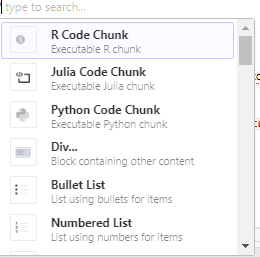 type to search...
R Code Chunk
Executable R chunk
Julia Code Chunk
Executable Julia chunk
Python Code Chunk
Executable Python chunk
Div...
Block containing other content
Bullet List
List using bullets for items
Numbered List
List using numbers for items